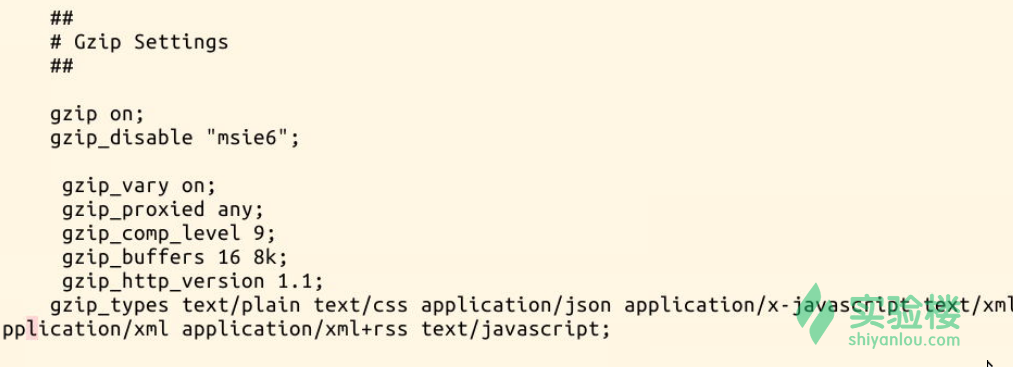 ##
# Gzip Settings
##
gzip on;
gzip_disable "msie6";
gzip_vary on;
gzip_proxied any;
gzip_comp_level 9;
gzip_buffers 16 8k;
gzip_http_version 1.1;
gzip_types text/plain text/css application/json application/x-javascript text/xml
pplication/xml application/xml+rss text/javascript;
实验楼
shiyanlou.com